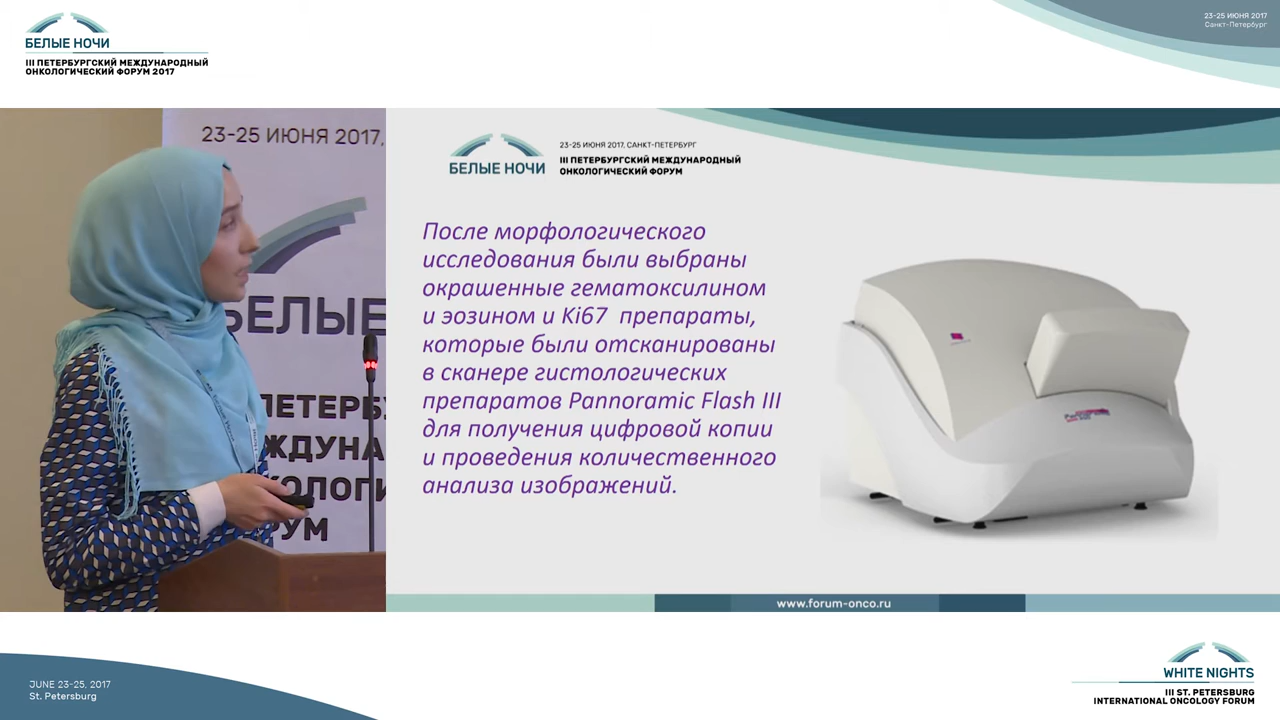 БЕЛЫЕ НОЧИ
III ПЕТЕРБУРГСКИЙ МЕЖДУНАРОДНЫЙ
ОНКОЛОГИЧЕСКИЙ ФОРУМ 2017
23-25 ИЮНЯ 2017
Санкт-Петербург
23-25 ИЮНЯ 2017,
БЕЛЫЕ
23-25 ИЮНЯ 2017, САНКТ-ПЕТЕРБУРГ
БЕЛЫЕ НОЧИ
III ПЕТЕРБУРГСКИЙ МЕЖДУНАРОДНЫЙ
ОНКОЛОГИЧЕСКИЙ ФОРУМ
После морфологического
исследования были выбраны
окрашенные гематоксилином
и эозином и Ki67 препараты,
которые были отсканированы
в сканере гистологических
препаратов Pannoramic Flash III
для получения цифровой копии
и проведения количественного
анализа изображений.
www.forum-onco.ru
JUNE 23-25, 2017
St. Petersburg
WHITE NIGHTS
III ST. PETERSBURG
INTERNATIONAL ONCOLOGY FORUM